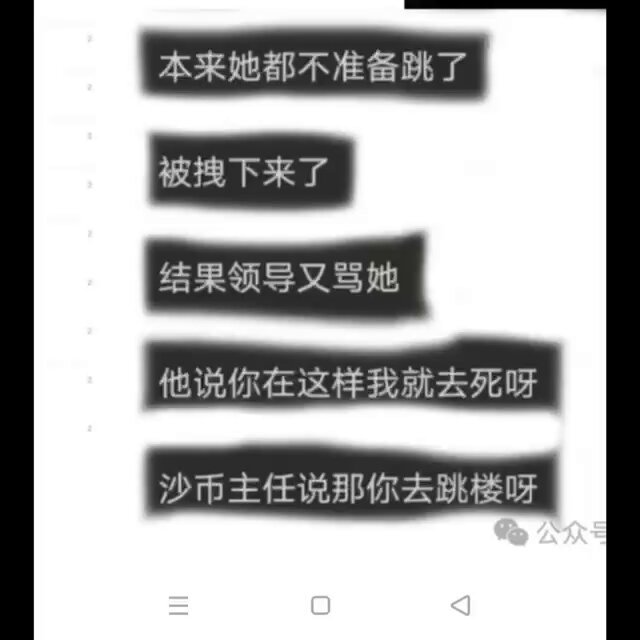 本来她都不准备跳了
被拽下来了
结果领导又骂她
他说你在这样我就去死呀
沙币主任说那你去跳楼呀
公众号